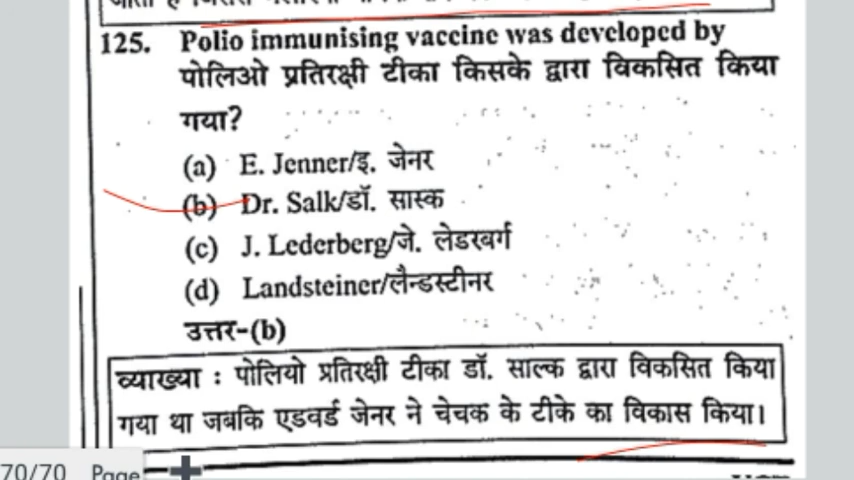 125. Polio immunising vaccine was developed by
पोलिओ प्रतिरक्षी टीका किसके द्वारा विकसित किया
गया?
(a) E. Jenner/इ. जेनर
(b) Dr. Salk/डॉ. सास्क
(c) J. Lederberg/जे. लेडरबर्ग
(d) Landsteiner/लैन्डस्टीनर
उत्तर-(b)
व्याख्या : पोलियो प्रतिरक्षी टीका डॉ. साल्क द्वारा विकसित किया
गया था जबकि एडवर्ड जेनर ने चेचक के टीके का विकास किया।
70/70 Page